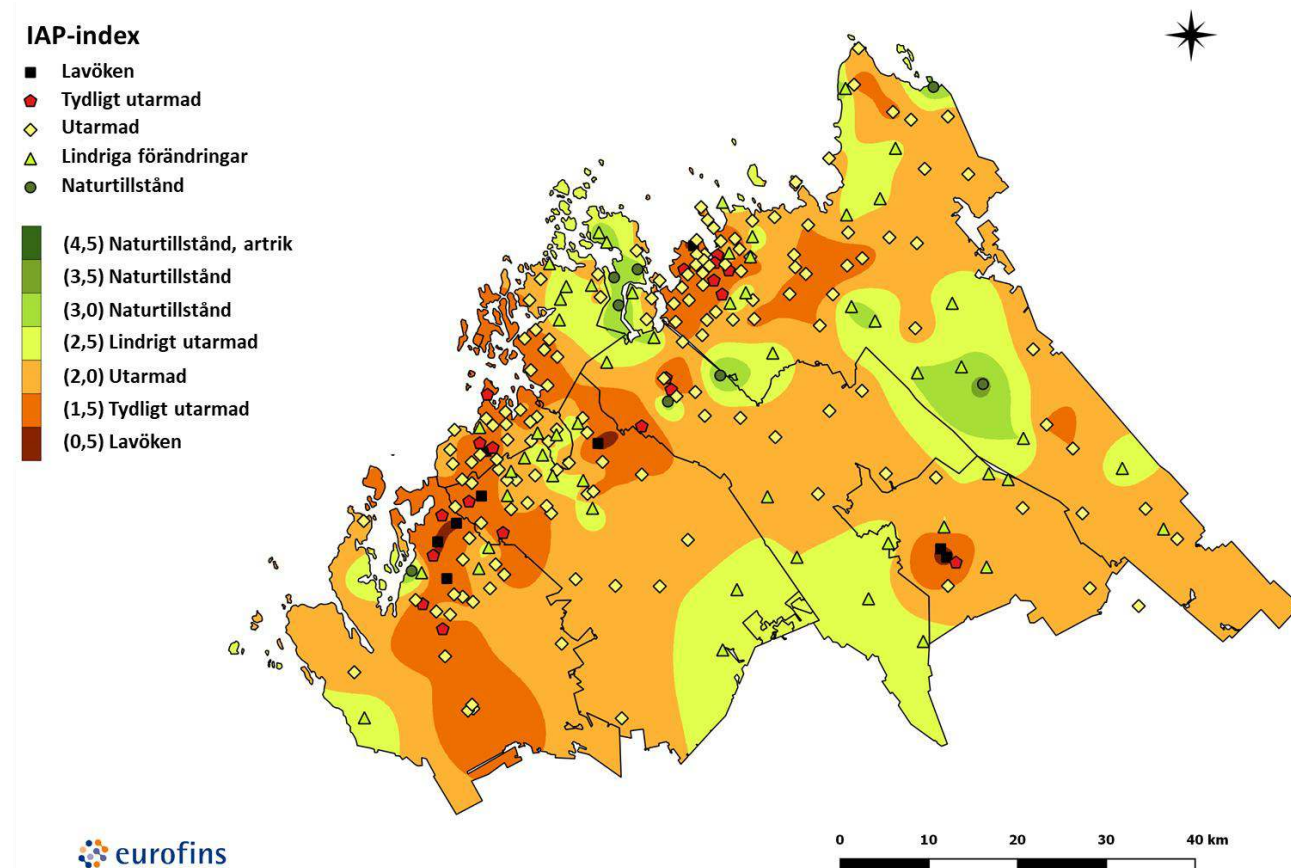 IAP-index
Lavöken
Tydligt utarmad
Utarmad
Lindriga förändringar
Naturtillstånd
(4,5) Naturtillstånd, artrik
(3,5) Naturtillstånd
(3,0) Naturtillstånd
(2,5) Lindrigt utarmad
(2,0) Utarmad
(1,5) Tydligt utarmad
(0,5) Lavöken
eurofins
0 10 20 30 40 km